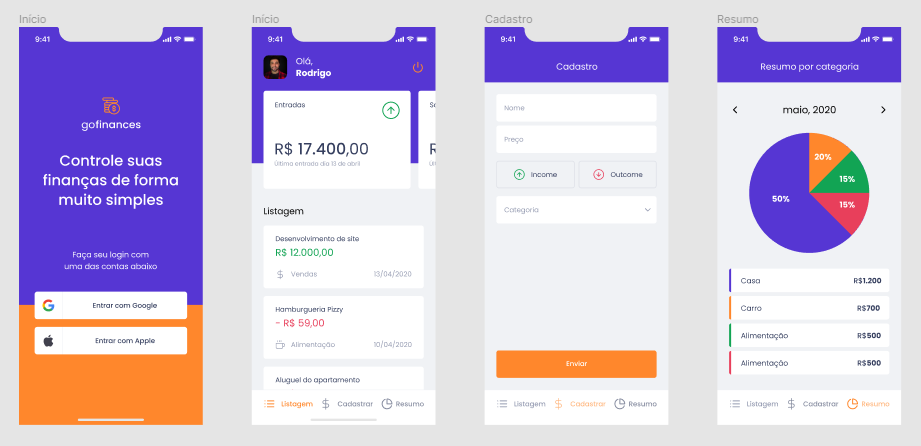 Início
9:41
gofinances
Controle suas
finanças de forma
muito simples
Faça seu login com
uma das contas abaixo
Entrar com Google
Entrar com Apple
Início
9:41
Olá,
Rodrigo
Entradas
R$ 17.400,00
Última entrada dia 13 de abril
Listagem
Desenvolvimento de site
R$ 12.000,00
Vendas
13/04/2020
Hamburgueria Pizzy
- R$ 59,00
Alimentação
10/04/2020
Aluguel do apartamento
Listagem
Cadastrar
Resumo
Cadastro
9:41
Cadastro
Nome
Preço
Income
Outcome
Categoria
Enviar
Listagem
Cadastrar
Resumo
Resumo
9:41
Resumo por categoria
maio, 2020
20%
15%
15%
50%
Casa
R$1.200
Carro
R$700
Alimentação
R$500
Alimentação
R$500
Listagem
Cadastrar
Resumo